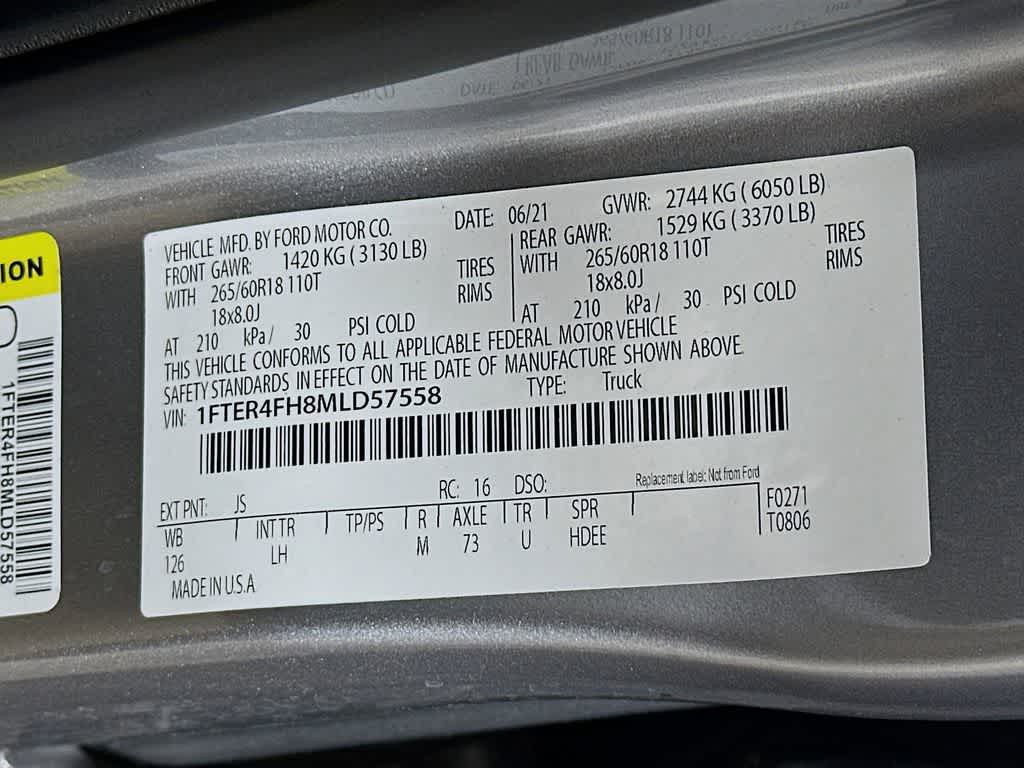 VEHICLE MFD. BY FORD MOTOR CO.
DATE: 06/21 GVWR: 2744 KG ( 6050 LB)
FRONT GAWR: 1420 KG ( 3130 LB)
WITH 265/60R18 110T TIRES
18x8.0J RIMS
AT 210 kPa/ 30 PSI COLD
REAR GAWR: 1529 KG ( 3370 LB)
WITH 265/60R18 110T TIRES
18x8.0J RIMS
AT 210 kPa/ 30 PSI COLD
THIS VEHICLE CONFORMS TO ALL APPLICABLE FEDERAL MOTOR VEHICLE
SAFETY STANDARDS IN EFFECT ON THE DATE OF MANUFACTURE SHOWN ABOVE.
VIN: 1FTER4FH8MLD57558 TYPE: Truck
Replacement label: Not from Ford
EXT PNT: JS RC: 16 DSO:
WB INT TR TP/PS R AXLE TR SPR F0271
126 LH M 73 U HDEE T0806
MADE IN U.S.A
ION
1FTER4FH8MLD57558